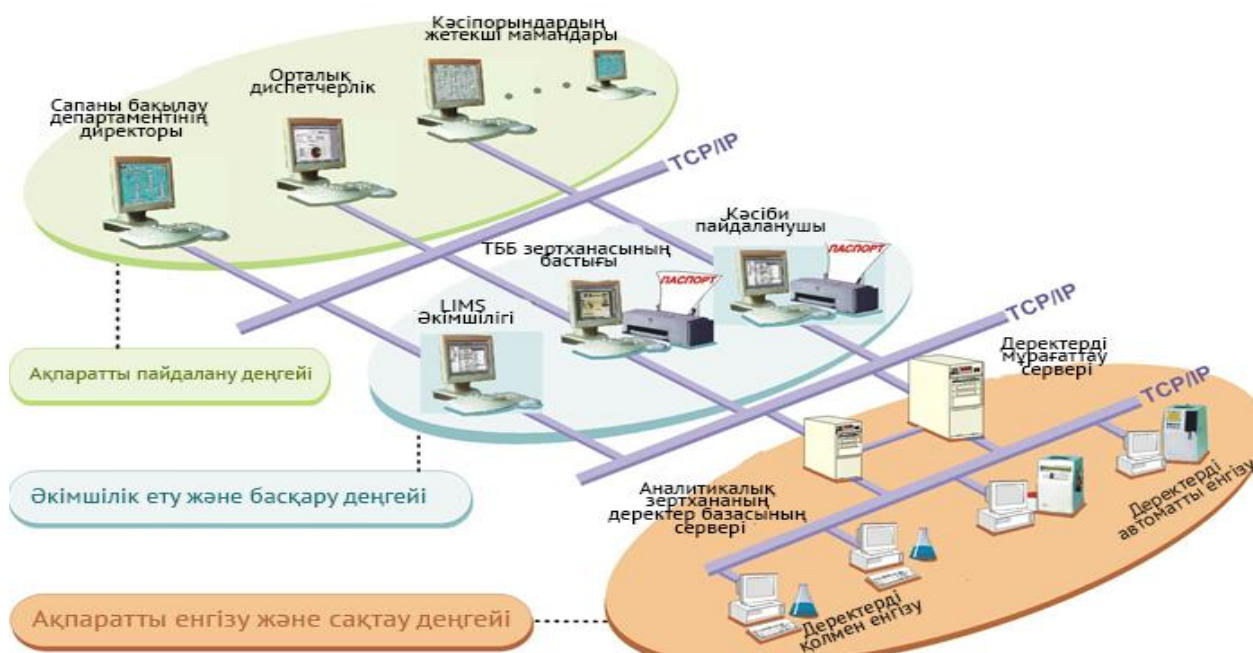 Кәсіпорындардың
жетекші мамандары
Орталық
диспетчерлік
Сапаны бақылау
департаментінің
директоры
TCP/IP
Кәсіби
пайдаланушы
ПАСПОРТ
ТББ зертханасының
бастығы
ПАСПОРТ
LIMS
Әкімшілігі
TCP/IP
Ақпаратты пайдалану деңгейі
Деректерді
мұрағаттау
сервері
TCP/IP
Әкімшілік ету және басқару деңгейі
Аналитикалық
зертхананың
деректер базасының
сервері
Деректерді
автоматты енгізу
Деректерді
қолмен енгізу
Ақпаратты енгізу және сақтау деңгейі